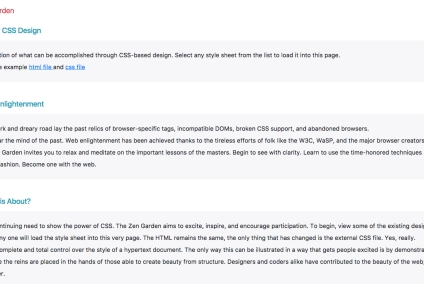 rden
CSS Design
tion of what can be accomplished through CSS-based design. Select any style sheet from the list to load it into this page.
e example html file and css file
nlightenment
rk and dreary road lay the past relics of browser-specific tags, incompatible DOMs, broken CSS support, and abandoned browsers.
ar the mind of the past. Web enlightenment has been achieved thanks to the tireless efforts of folk like the W3C, WaSP, and the major browser creators
Garden invites you to relax and meditate on the important lessons of the masters. Begin to see with clarity. Learn to use the time-honored techniques
ashion. Become one with the web.
is About?
ntinuing need to show the power of CSS. The Zen Garden aims to excite, inspire, and encourage participation. To begin, view some of the existing desig
ny one will load the style sheet into this very page. The HTML remains the same, the only thing that has changed is the external CSS file. Yes, really.
omplete and total control over the style of a hypertext document. The only way this can be illustrated in a way that gets people excited is by demonstra
e the reins are placed in the hands of those able to create beauty from structure. Designers and coders alike have contributed to the beauty of the web;
er.